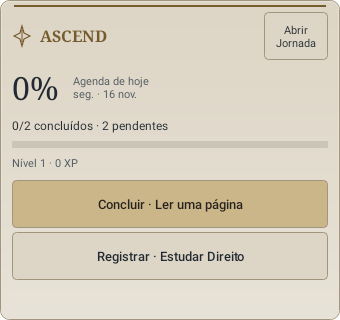 ASCEND
Abrir
Jornada
0%
Agenda de hoje
seg. · 16 nov.
0/2 concluídos · 2 pendentes
Nível 1 · 0 XP
Concluir · Ler uma página
Registrar · Estudar Direito